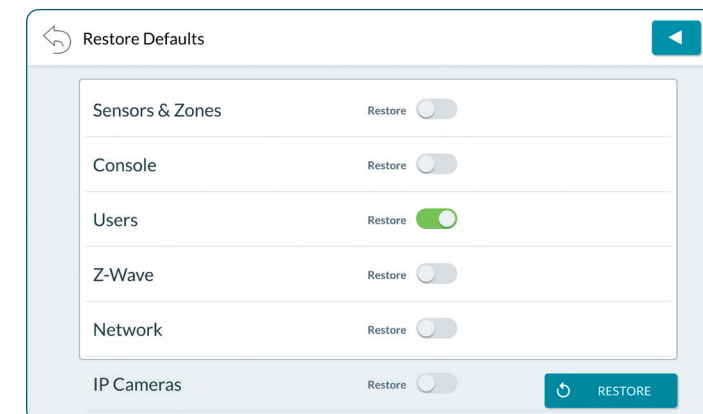 Restore Defaults
Sensors & Zones Restore
Console Restore
Users Restore
Z-Wave Restore
Network Restore
IP Cameras Restore RESTORE